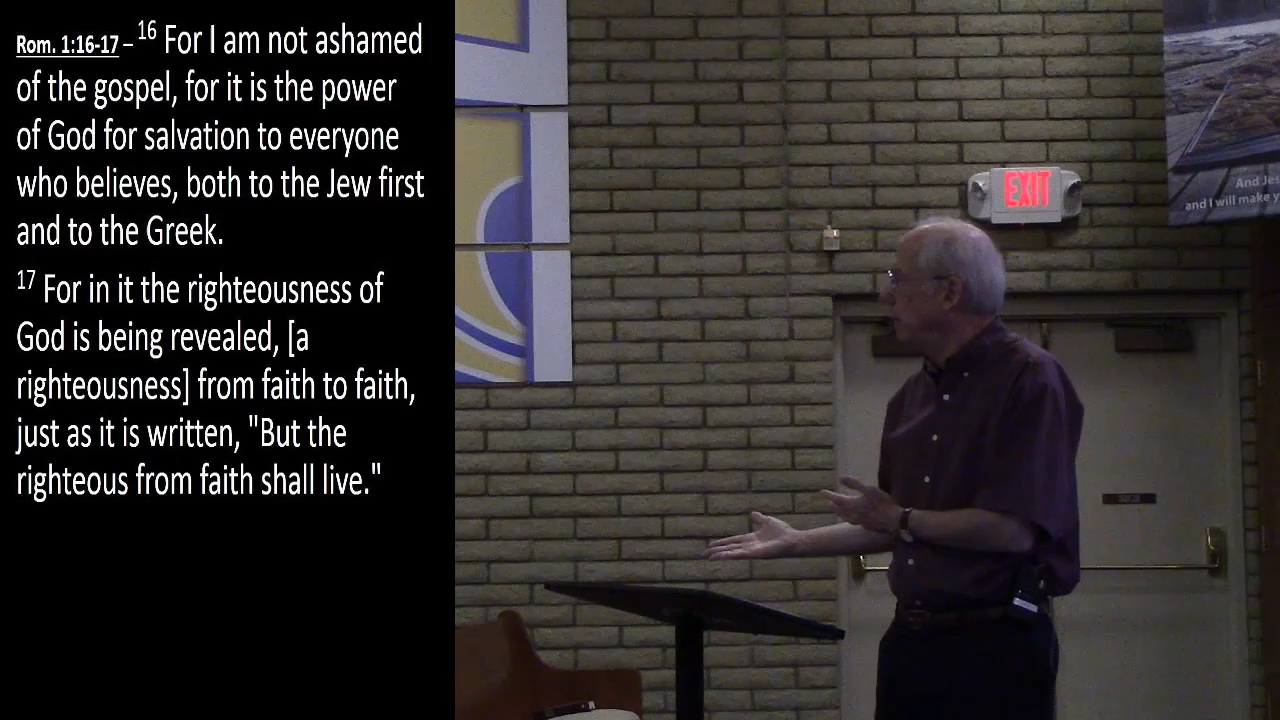 Rom. 1:16-17 – 16 For I am not ashamed
of the gospel, for it is the power
of God for salvation to everyone
who believes, both to the Jew first
and to the Greek.
17 For in it the righteousness of
God is being revealed, [a
righteousness] from faith to faith,
just as it is written, "But the
righteous from faith shall live."
EXIT
And Jes
and I will make y